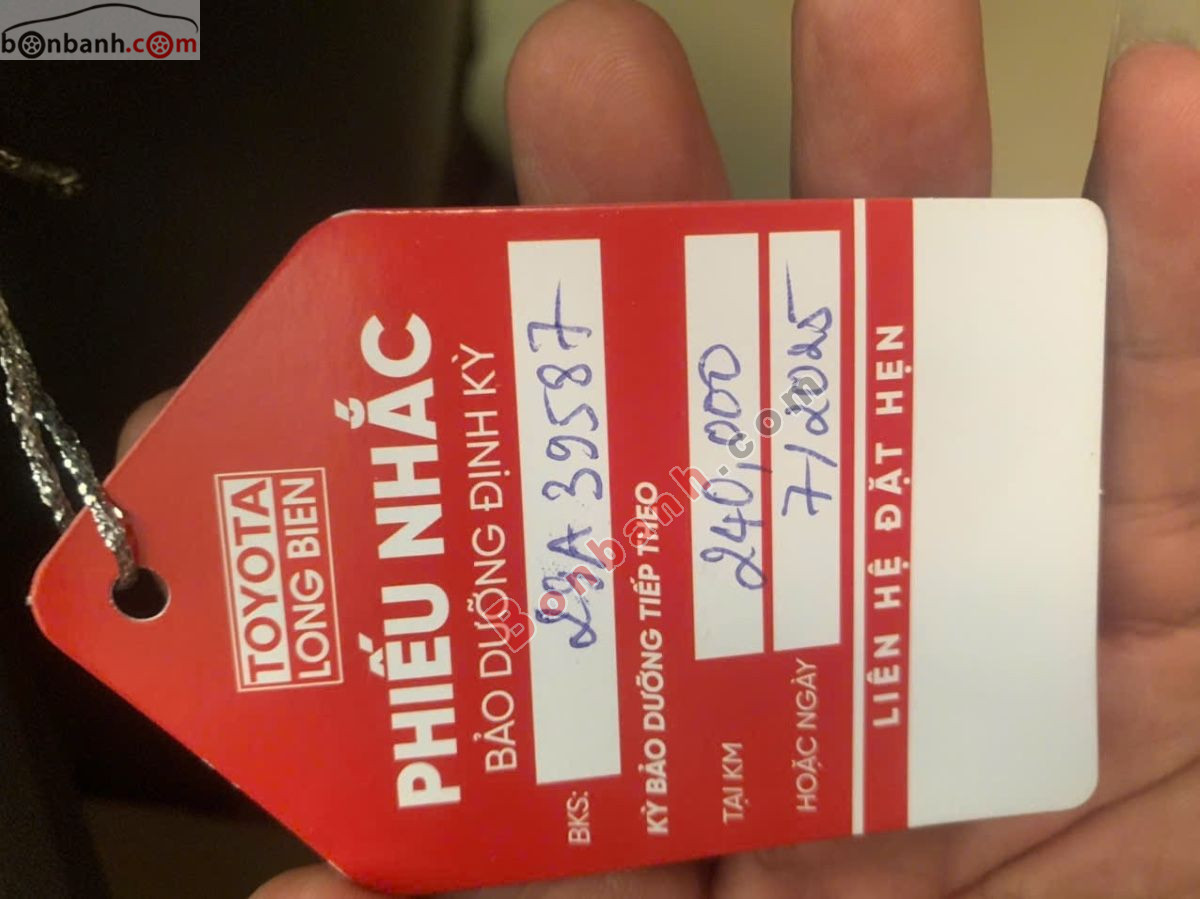 bonbanh.com
TOYOTA
LONG BIEN
PHIẾU NHẮC
BẢO DƯỠNG ĐỊNH KỲ
BKS: 29A 39587
KỲ BẢO DƯỠNG TIẾP THEO
TẠI KM 240,000
HOẶC NGÀY 7/2025
LIÊN HỆ ĐẶT HẸN
Bonbanh.com